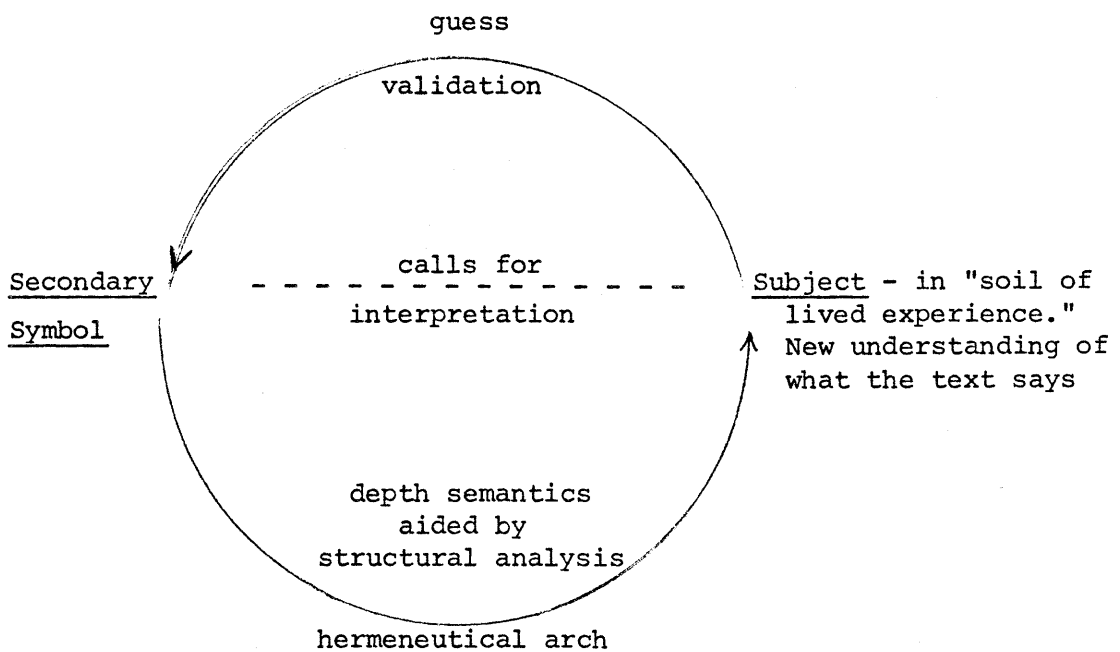 guess
validation
calls for
Secondary
Symbol
interpretation
Subject - in "soil of
lived experience."
New understanding of
what the text says
depth semantics
aided by
structural analysis
hermeneutical arch